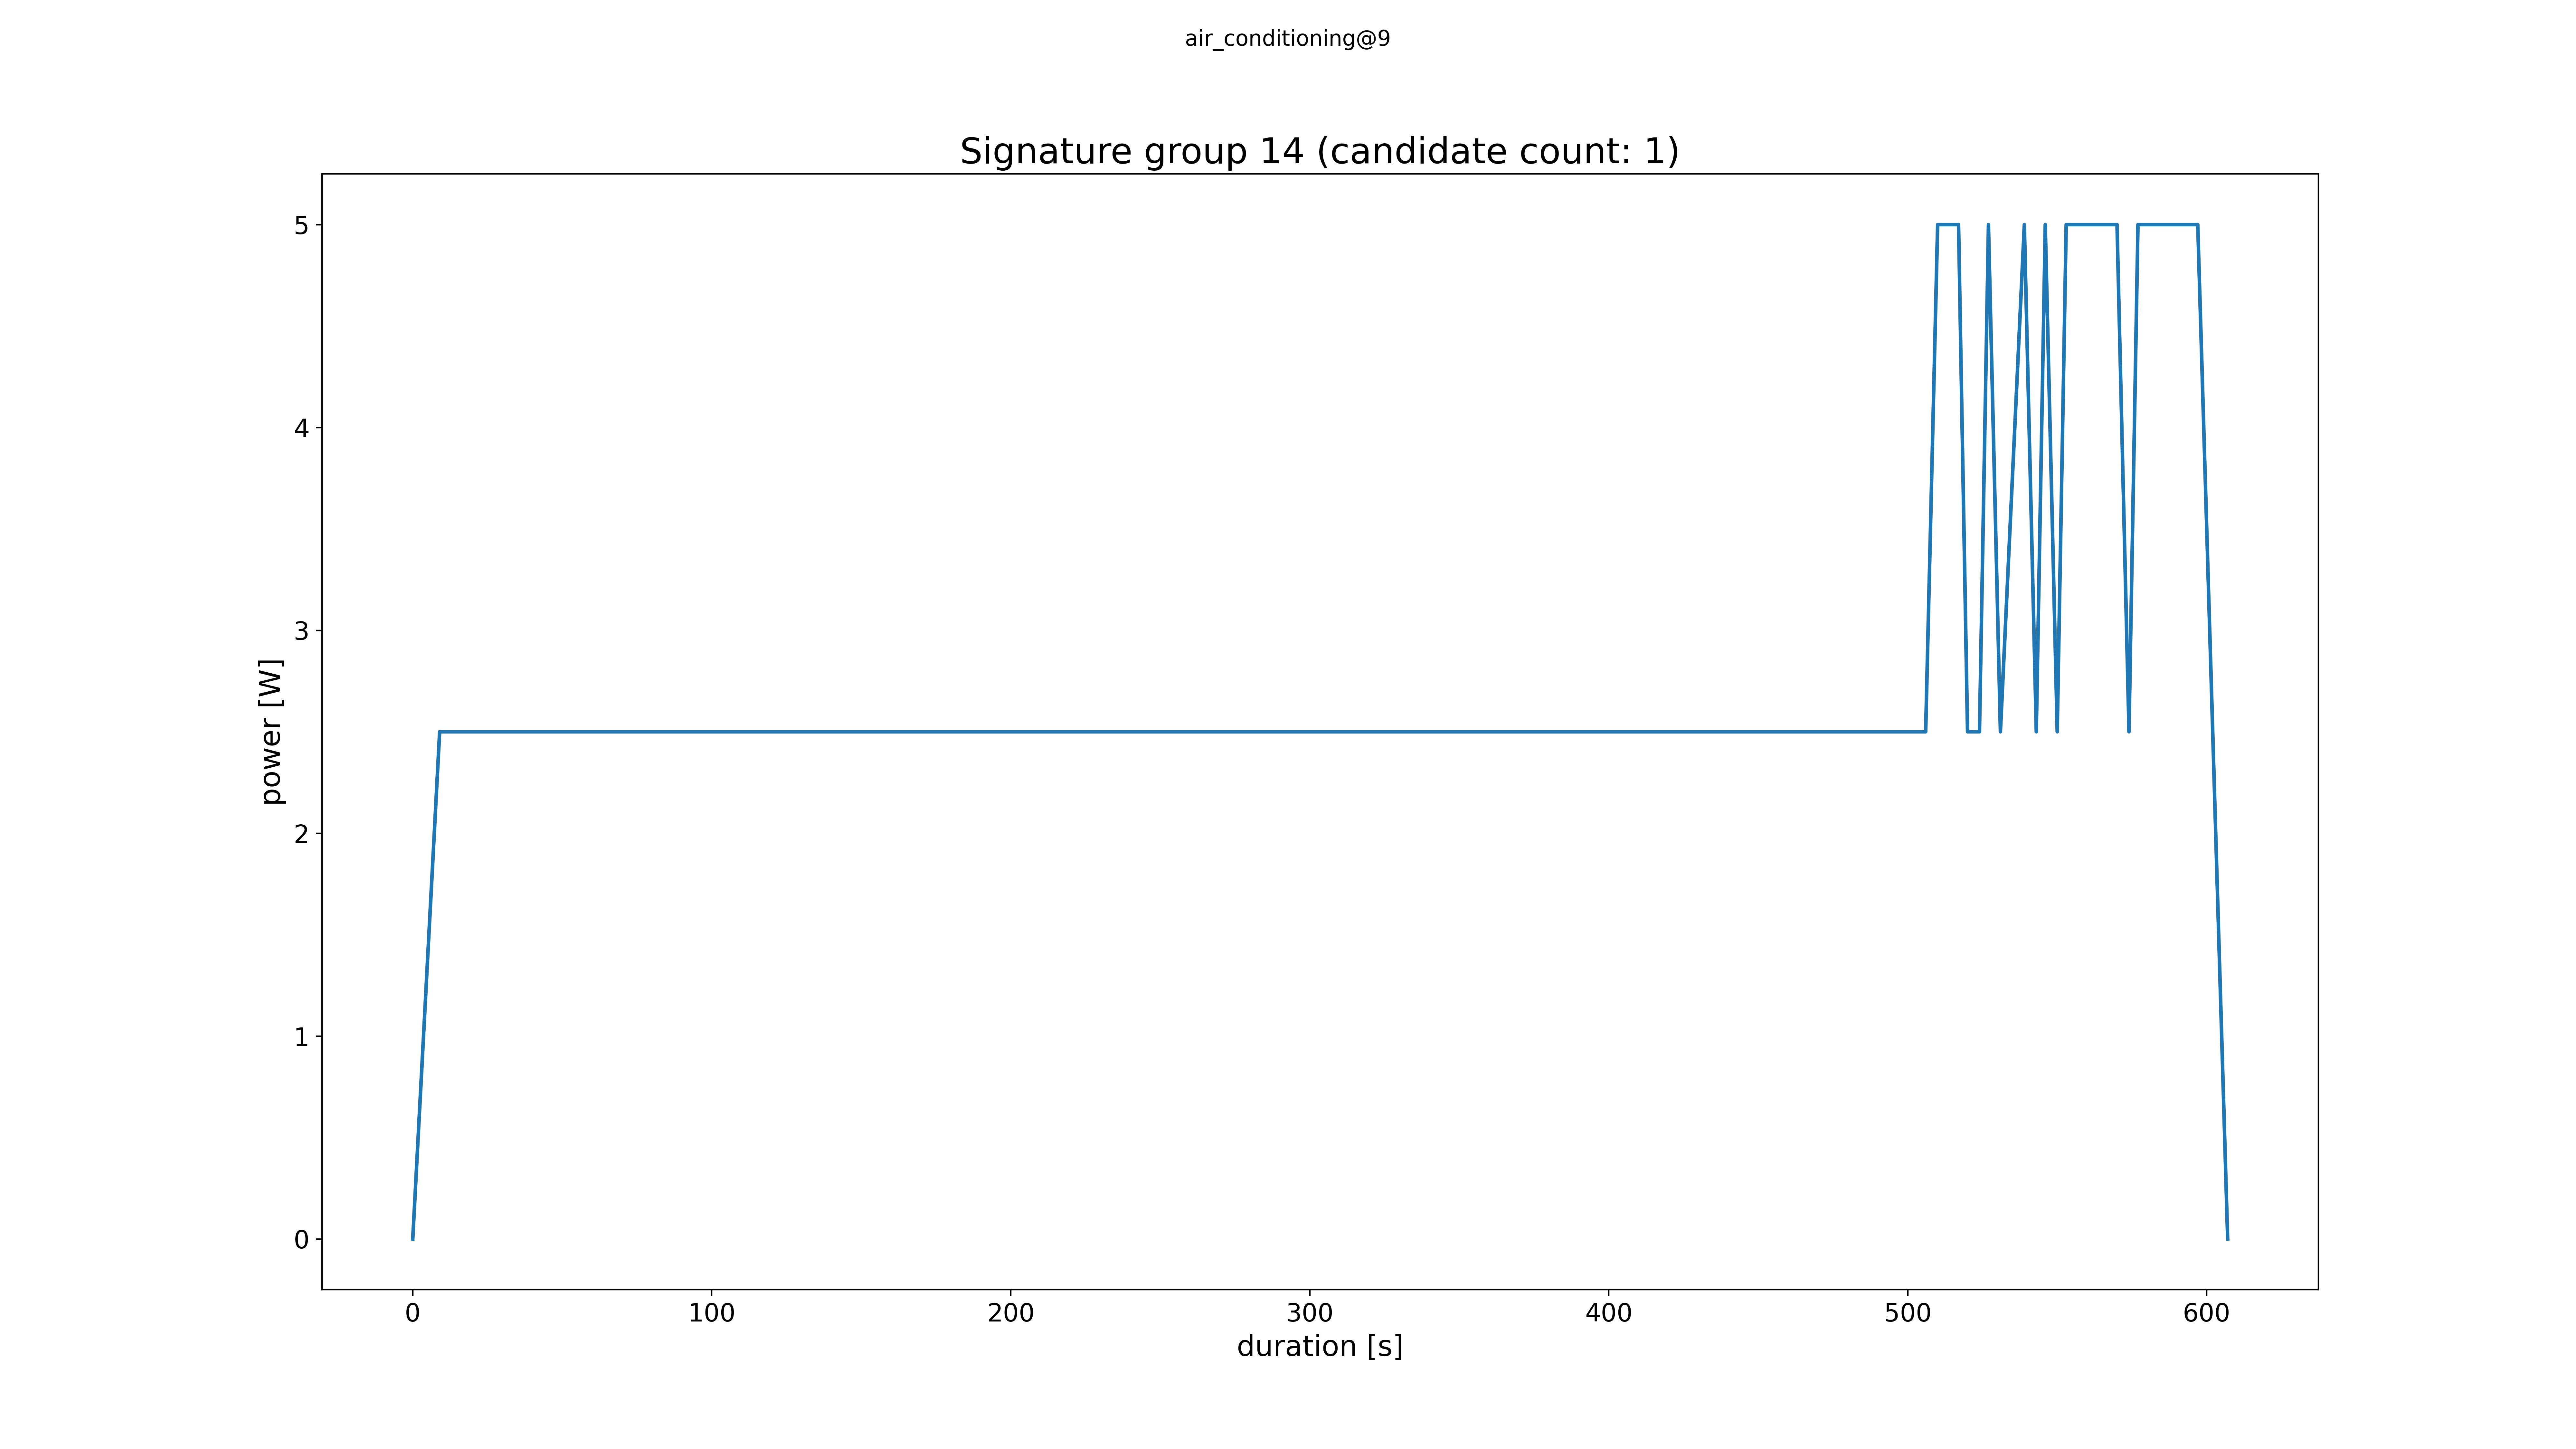 air_conditioning@9
Signature group 14 (candidate count: 1)
5
4
3
2
1
0
power [W]
0 100 200 300 400 500 600
duration [s]